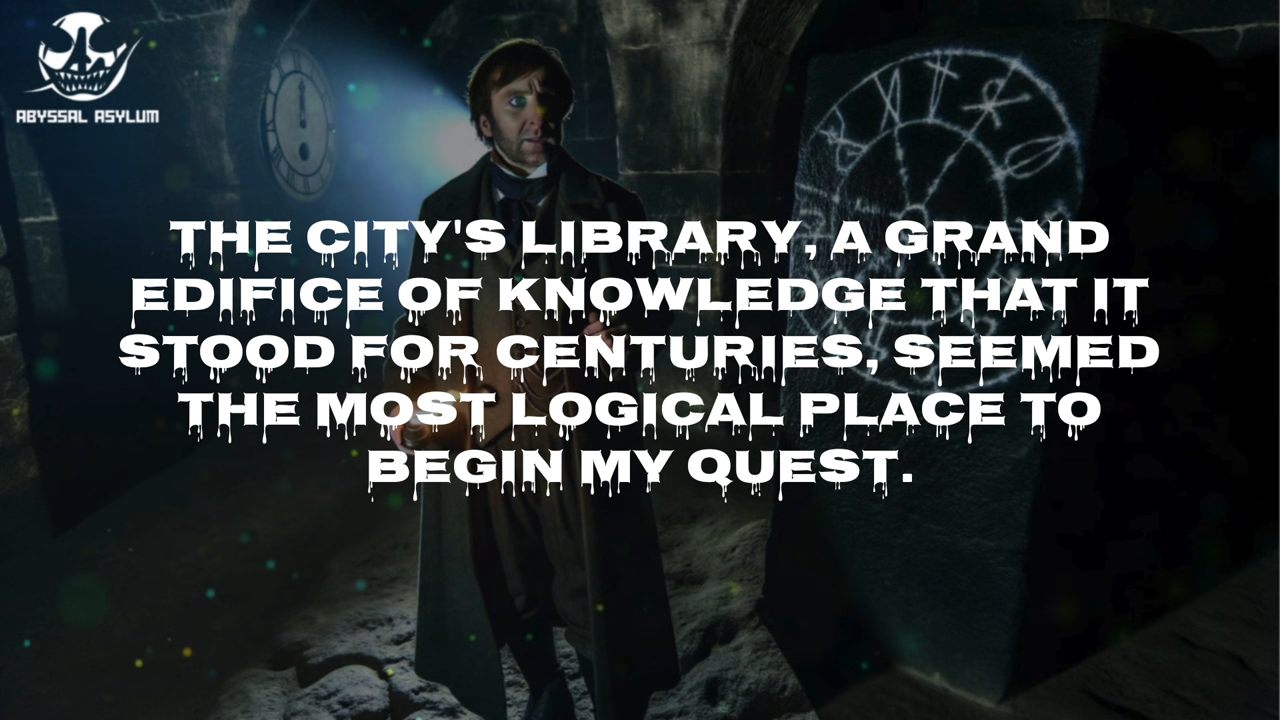 ABYSSAL ASYLUM
THE CITY'S LIBRARY, A GRAND
EDIFICE OF KNOWLEDGE THAT IT
STOOD FOR CENTURIES, SEEMED
THE MOST LOGICAL PLACE TO
BEGIN MY QUEST.